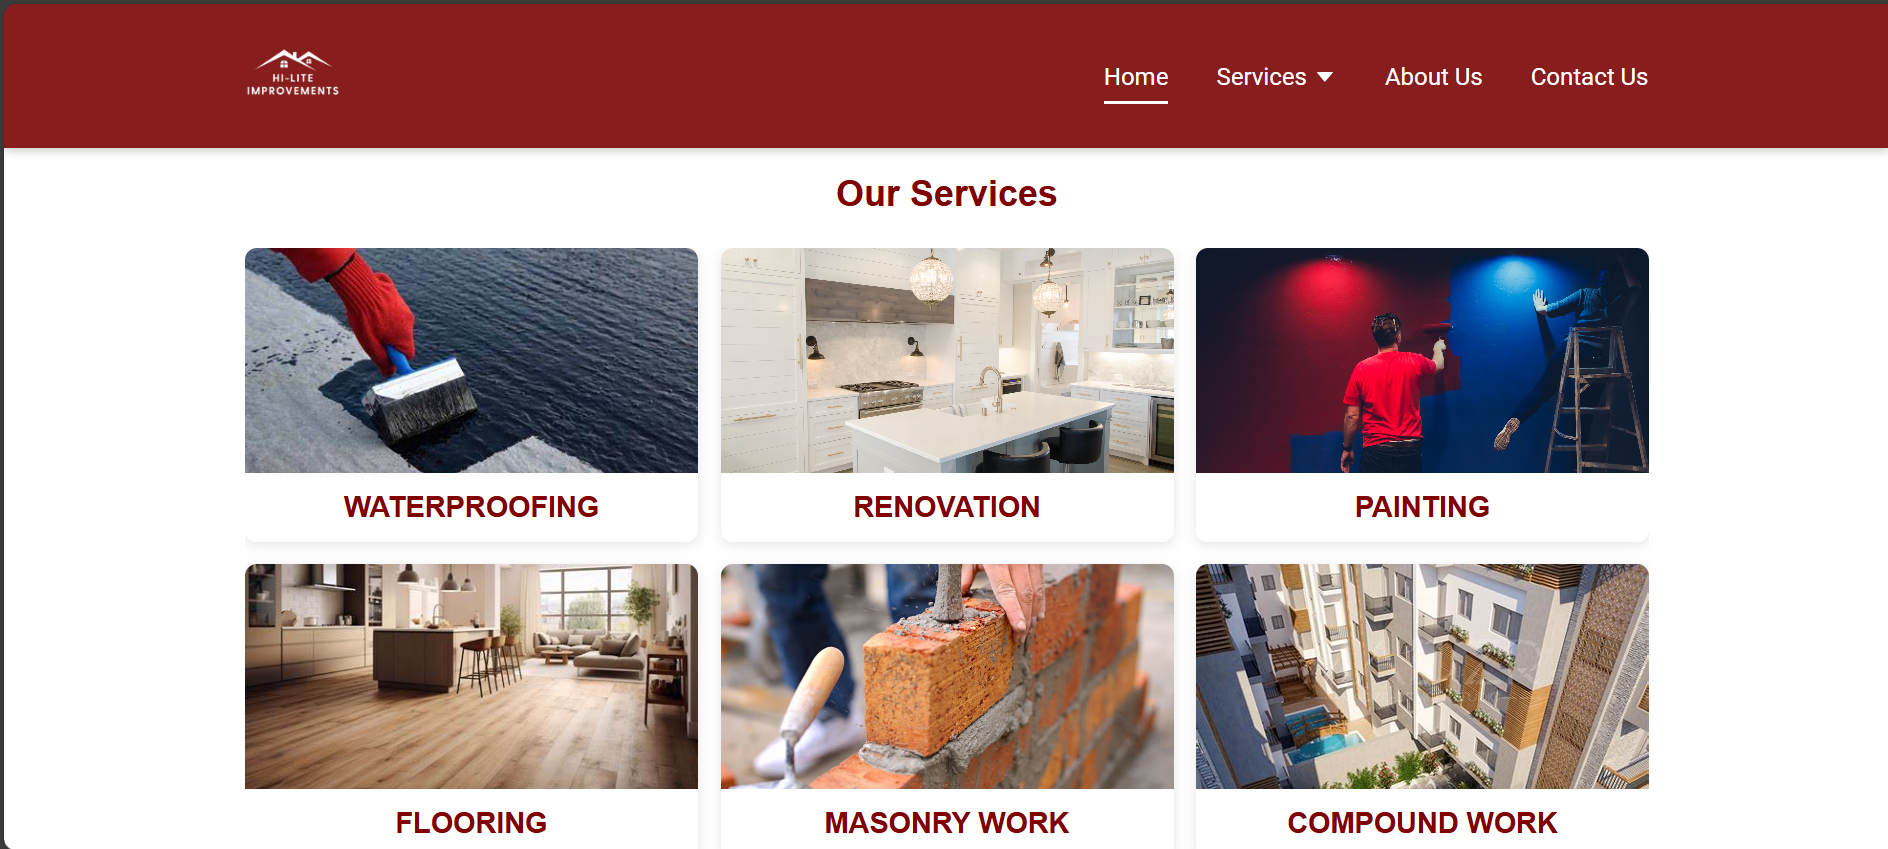 HI-LITE
IMPROVEMENTS
Home Services About Us Contact Us
Our Services
WATERPROOFING RENOVATION PAINTING
FLOORING MASONRY WORK COMPOUND WORK